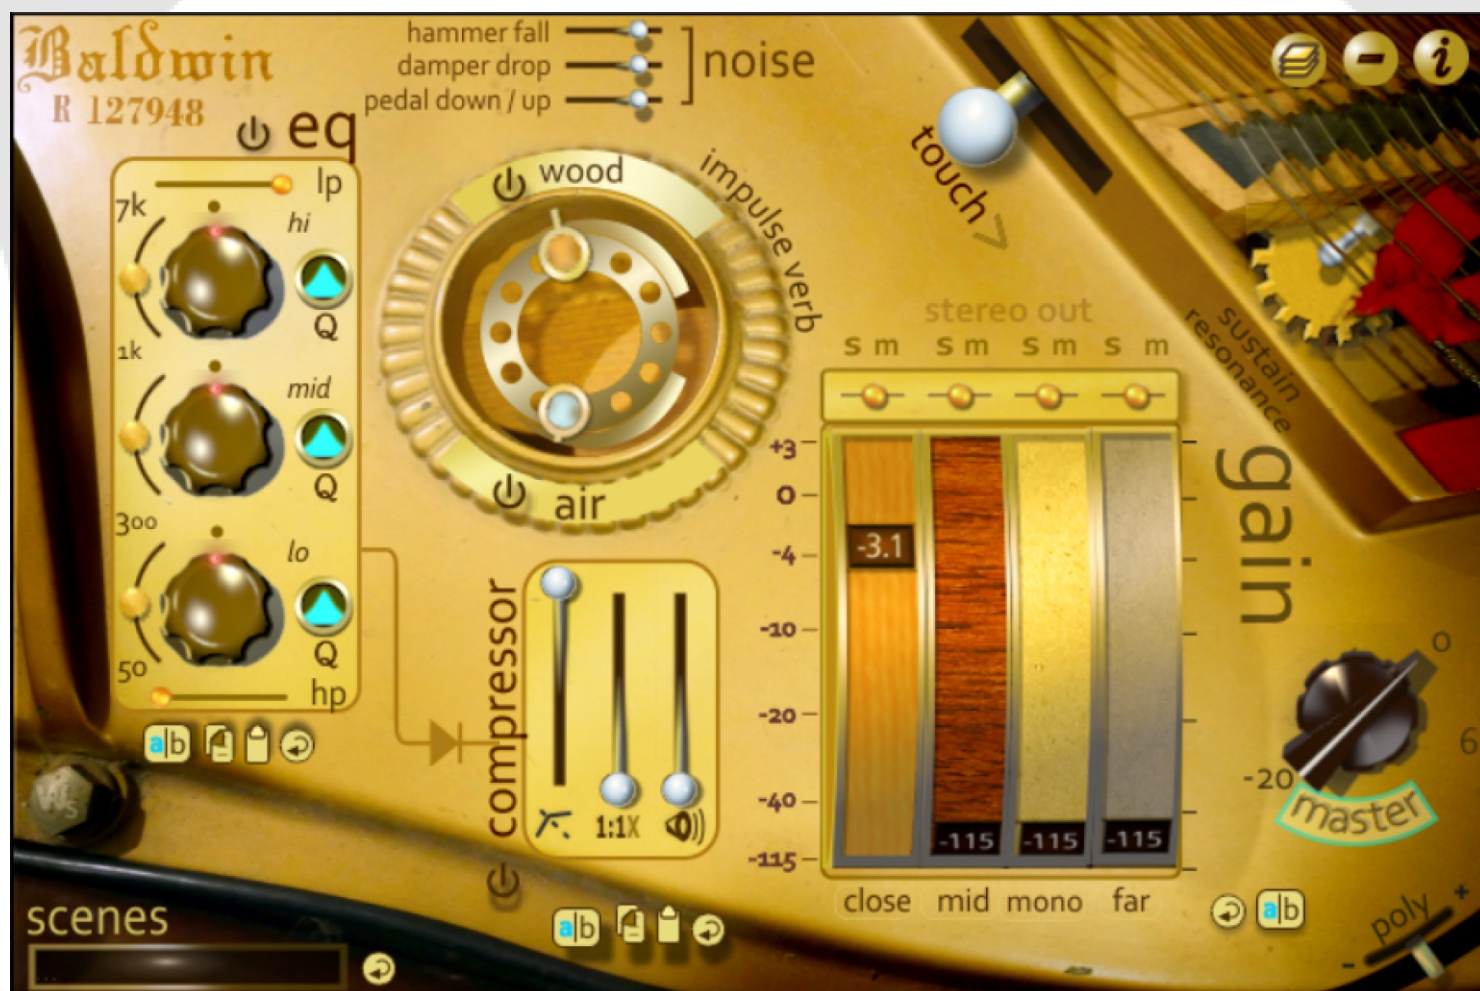 Baldwin
R 127948
hammer fall
damper drop
pedal down / up
noise
i
eq
lp
7k
hi
Q
1k
mid
Q
300
lo
Q
50
hp
a|b
wood
impulse verb
air
touch >
sustain
resonance
stereo out
s m s m s m s m
+3
0
-4
-10
-20
-40
-115
-3.1
-115
-115
-115
close mid mono far
gain
0
6
-20
master
compressor
1:1X
a|b
a|b
poly
+
-
scenes
...